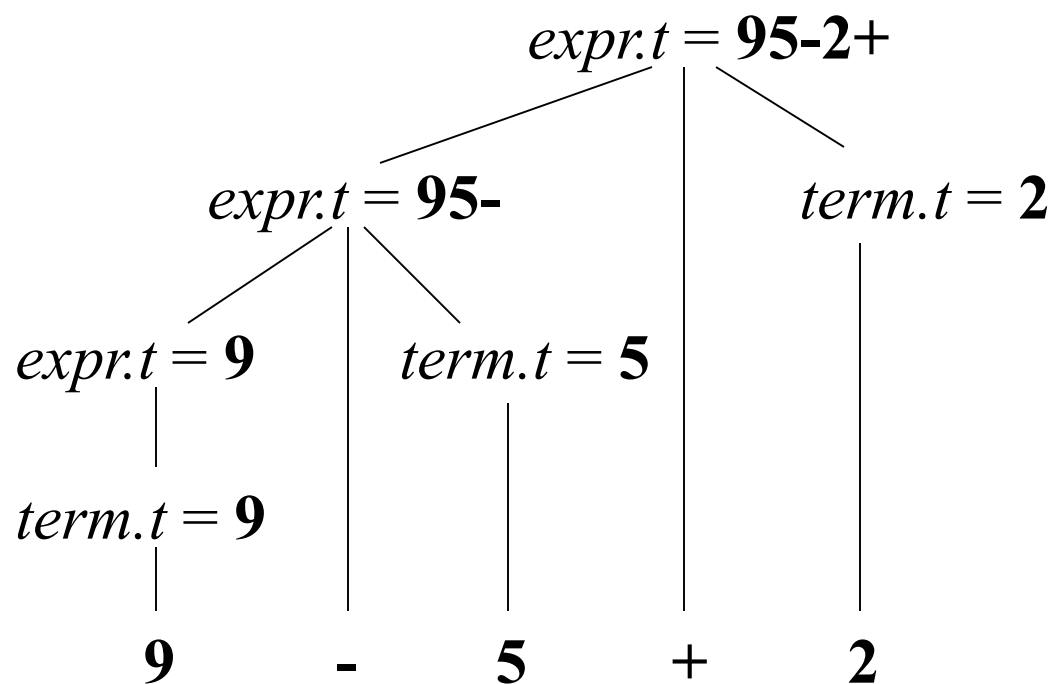 expr.t = 95-2+
expr.t = 95-
term.t = 2
expr.t = 9
term.t = 5
term.t = 9
9 - 5 + 2